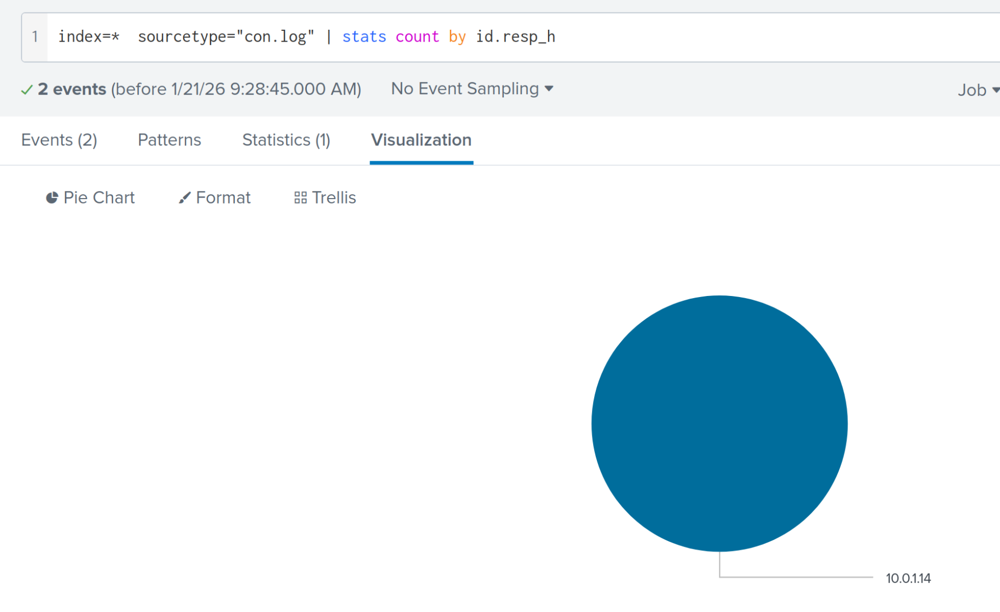 1 index=*  sourcetype="con.log" | stats count by id.resp_h
2 events (before 1/21/26 9:28:45.000 AM) No Event Sampling Job
Events (2) Patterns Statistics (1) Visualization
Pie Chart Format Trellis
10.0.1.14